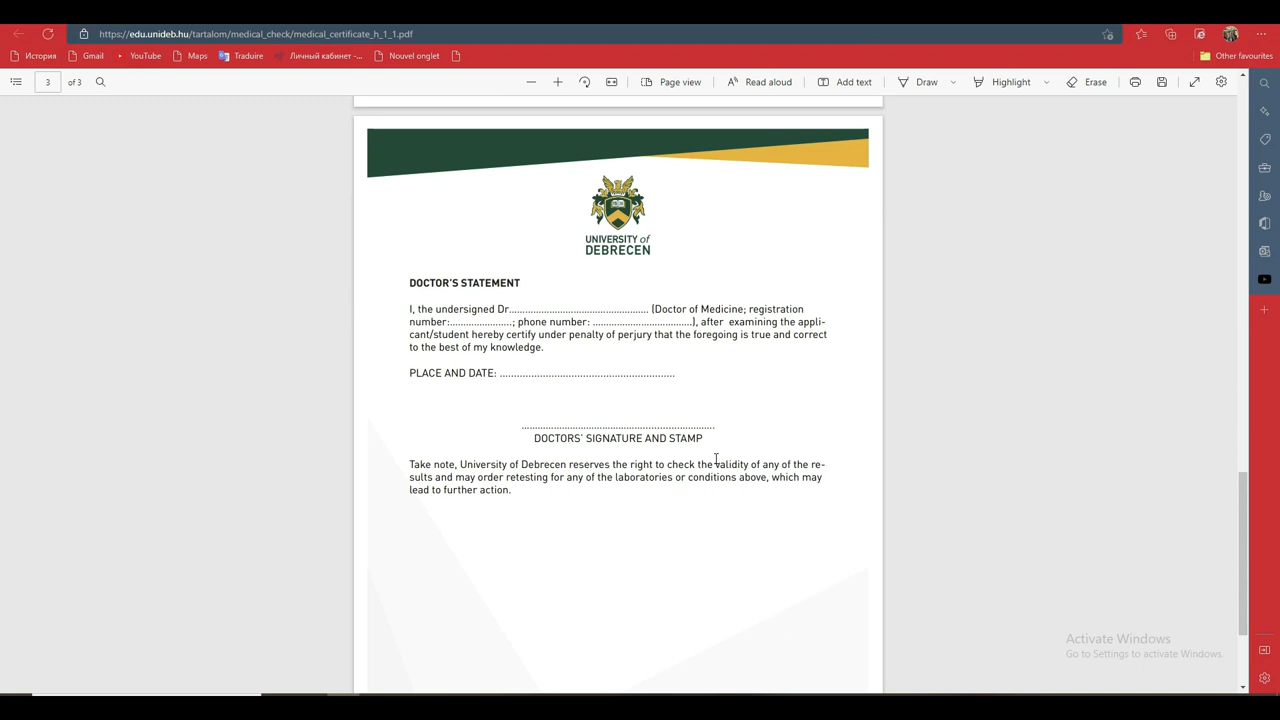 https://edu.unideb.hu/tartalom/medical_check/medical_certificate_h_1_1.pdf
История Gmail YouTube Maps Traduire Личный кабинет -... Nouvel onglet Other favourites
3 of 3 Page view Read aloud Add text Draw Highlight Erase
UNIVERSITY of
DEBRECEN
DOCTOR'S STATEMENT
I, the undersigned Dr.................................................... (Doctor of Medicine; registration
number:.......................; phone number: .....................................), after examining the appli-
cant/student hereby certify under penalty of perjury that the foregoing is true and correct
to the best of my knowledge.
PLACE AND DATE: .............................................................
......................................................................
DOCTORS' SIGNATURE AND STAMP
Take note, University of Debrecen reserves the right to check the validity of any of the re-
sults and may order retesting for any of the laboratories or conditions above, which may
lead to further action.
Activate Windows
Go to Settings to activate Windows.